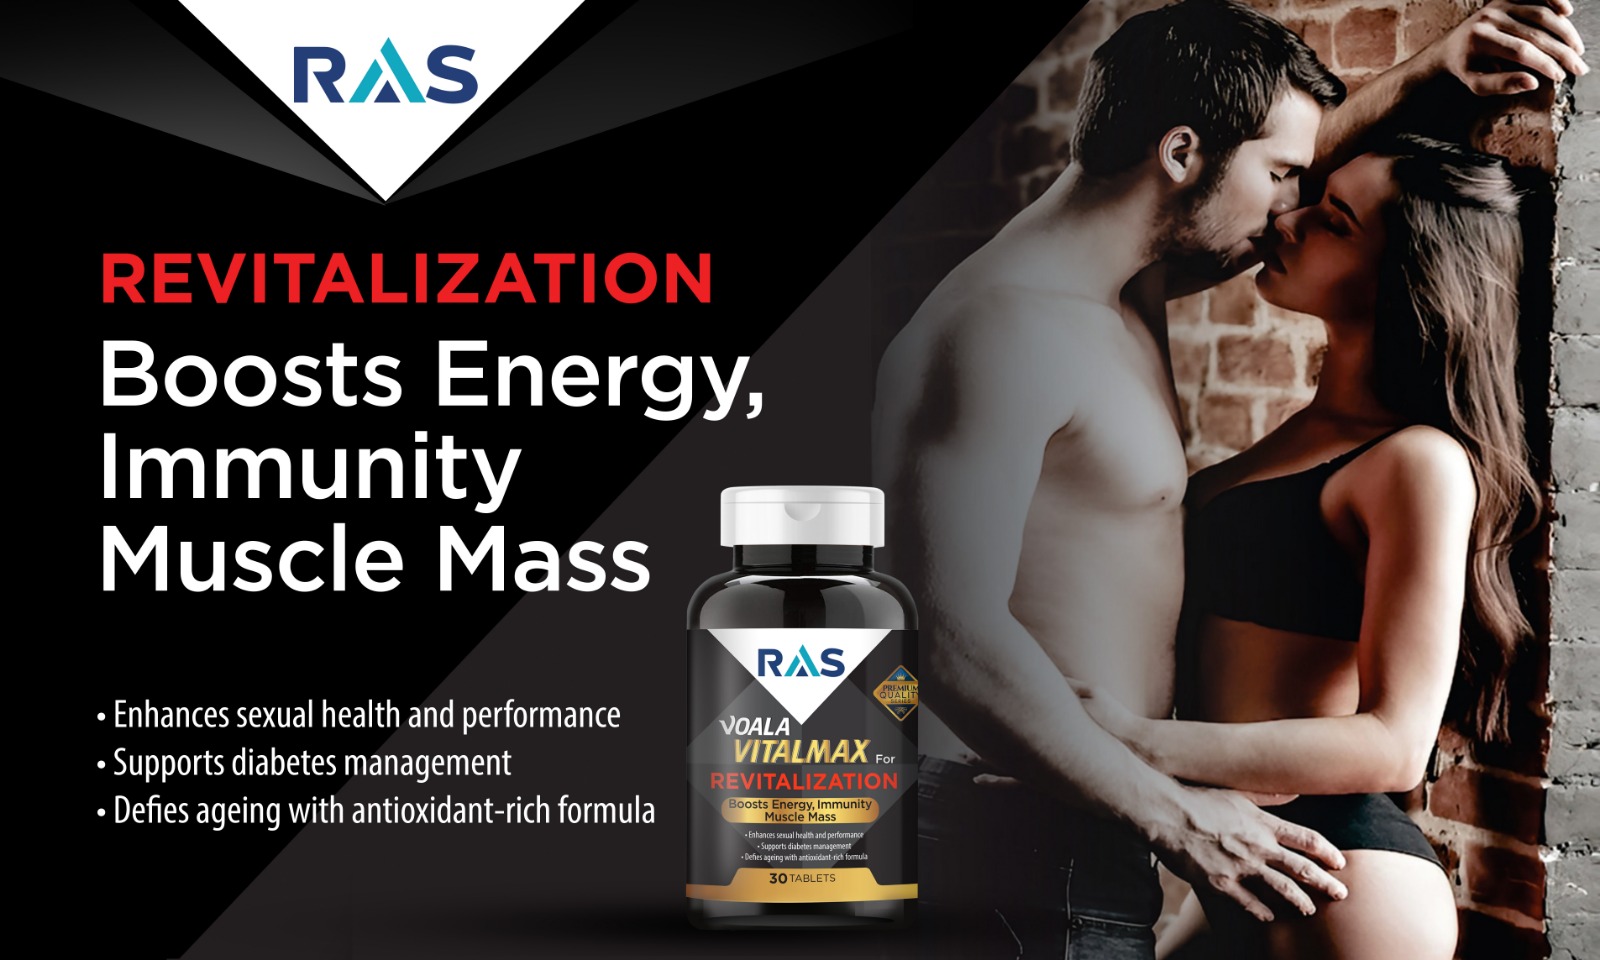 RAS
REVITALIZATION
Boosts Energy,
Immunity
Muscle Mass
• Enhances sexual health and performance
• Supports diabetes management
• Defies ageing with antioxidant-rich formula
RAS
PREMIUM
QUALITY
SERIES
VOALA
VITALMAX For
REVITALIZATION
Boosts Energy, Immunity
Muscle Mass
• Enhances sexual health and performance
• Supports diabetes management
• Defies ageing with antioxidant-rich formula
30 TABLETS